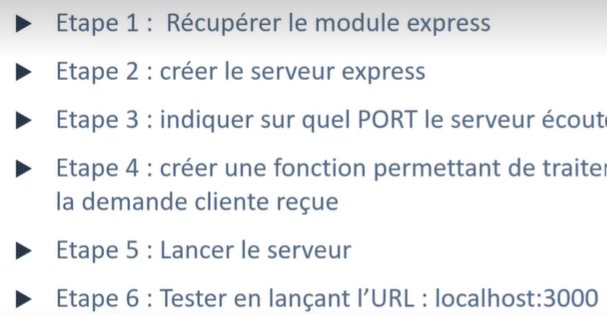 Etape 1 : Récupérer le module express
Etape 2 : créer le serveur express
Etape 3 : indiquer sur quel PORT le serveur écoute
Etape 4 : créer une fonction permettant de traiter
la demande cliente reçue
Etape 5 : Lancer le serveur
Etape 6 : Tester en lançant l’URL : localhost:3000